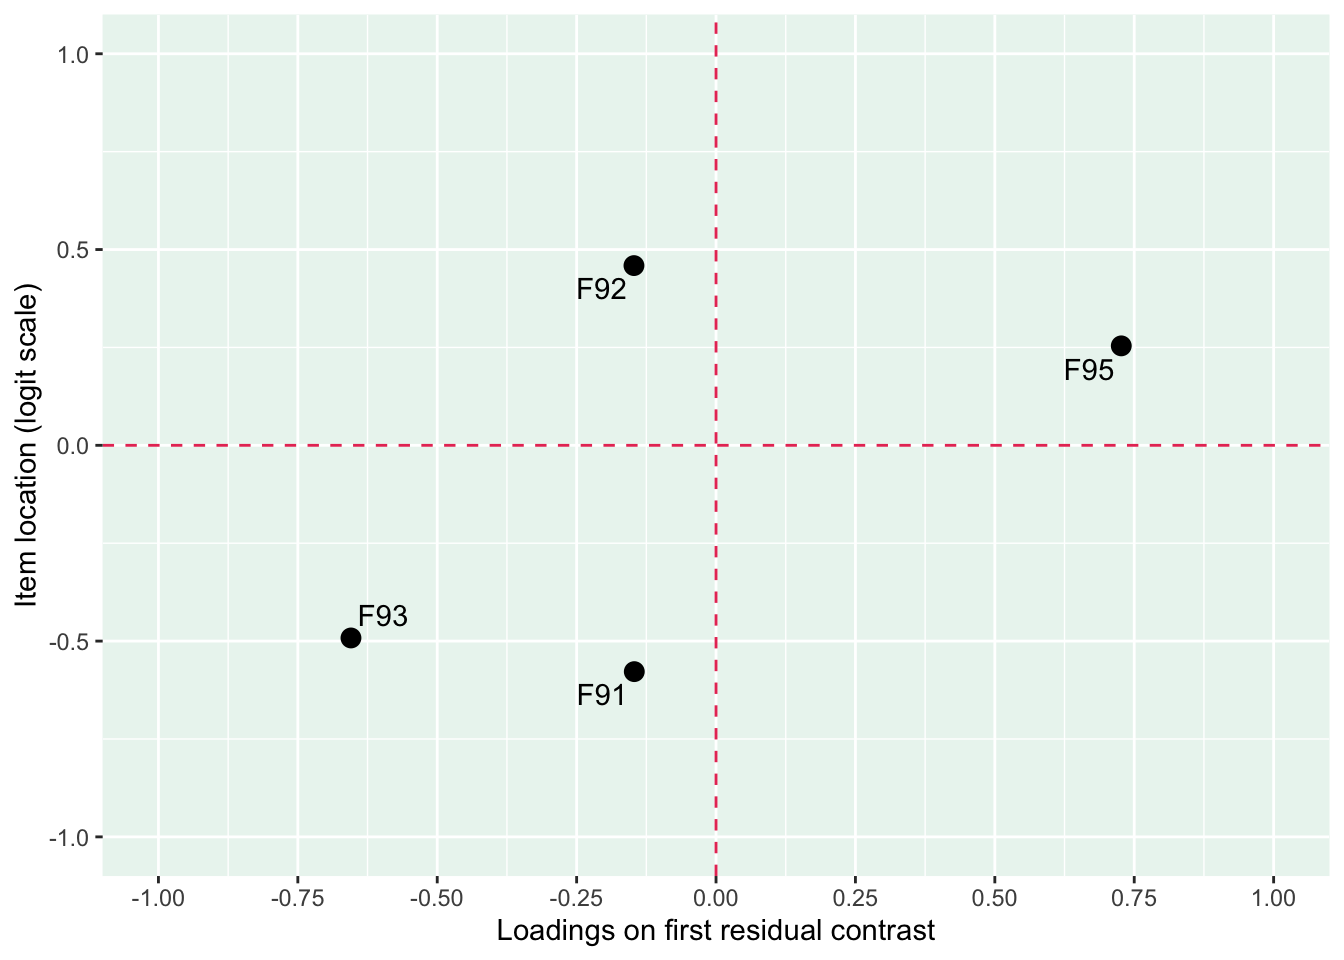 1.0
0.5
F92
F95
0.0
F93
-0.5
F91
-1.0
-1.00 -0.75 -0.50 -0.25 0.00 0.25 0.50 0.75 1.00
Loadings on first residual contrast
Item location (logit scale)